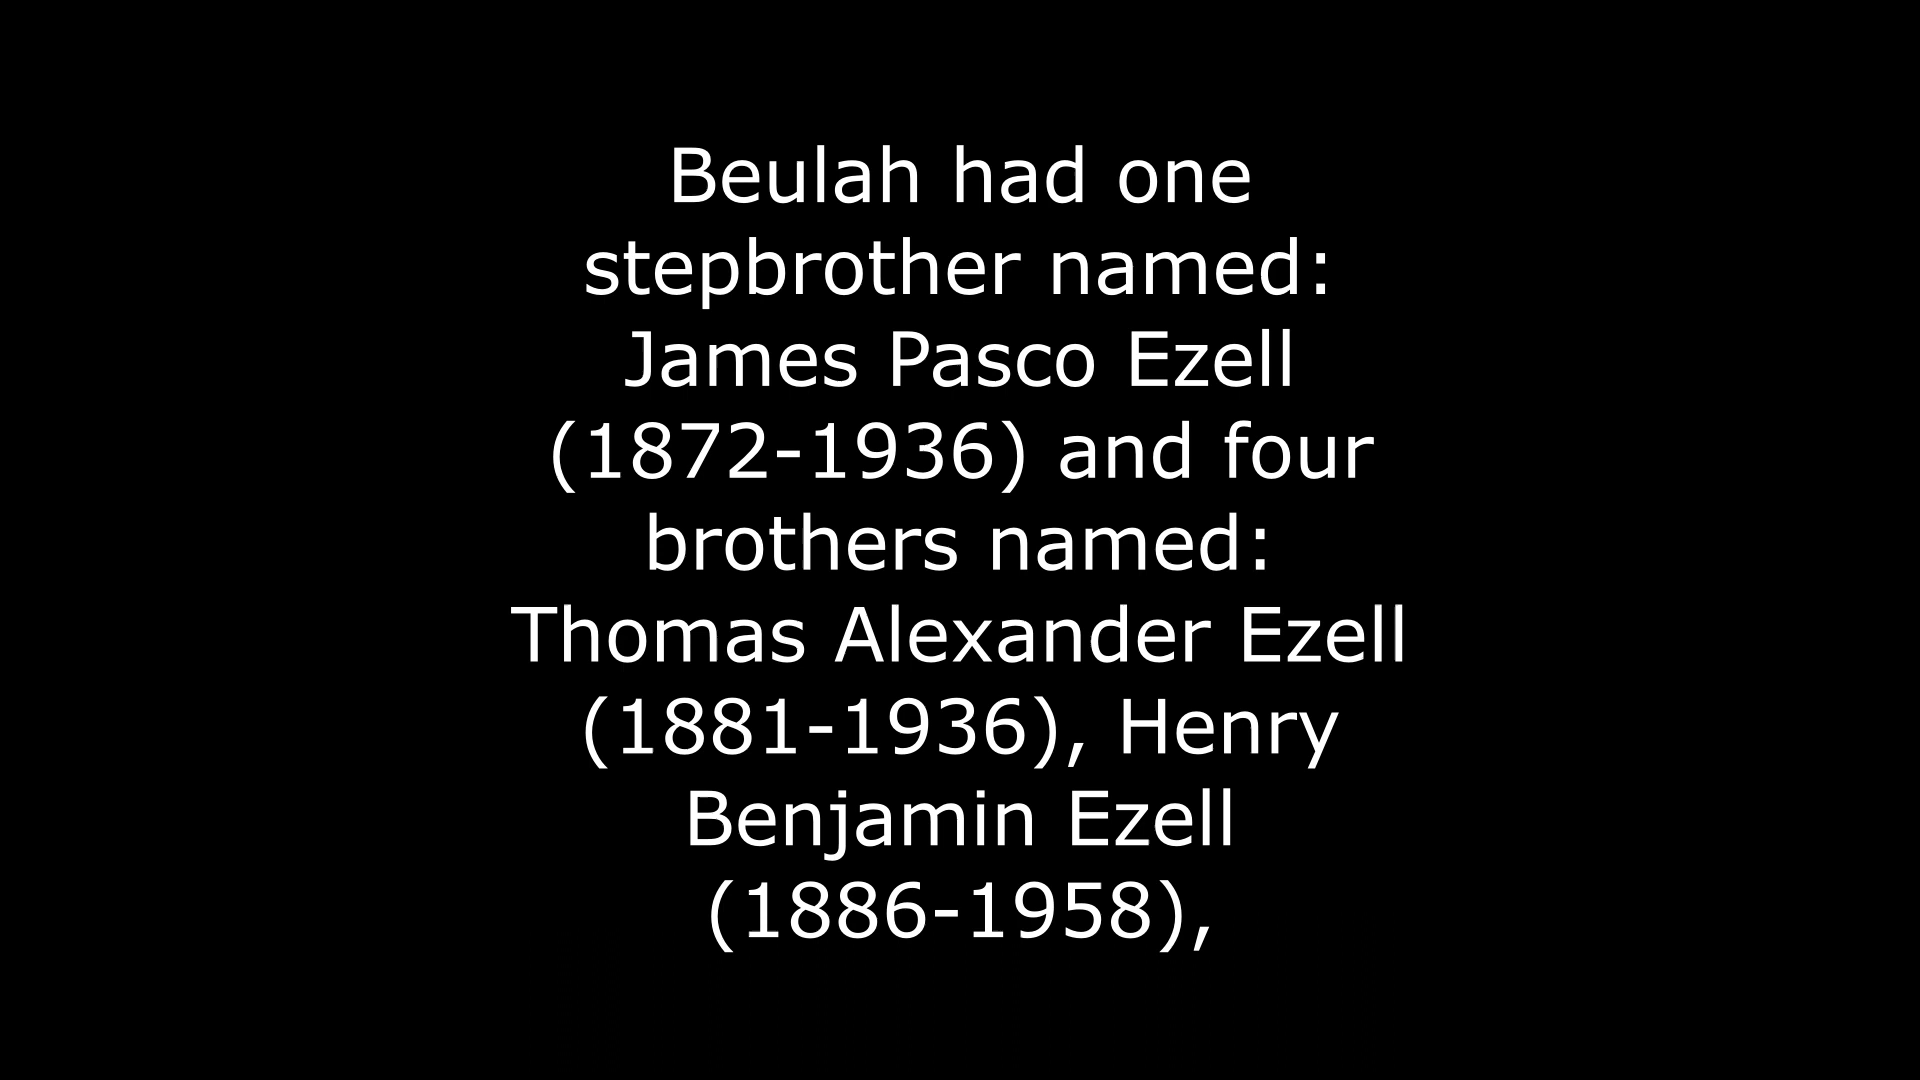 Beulah had one
stepbrother named:
James Pasco Ezell
(1872-1936) and four
brothers named:
Thomas Alexander Ezell
(1881-1936), Henry
Benjamin Ezell
(1886-1958),